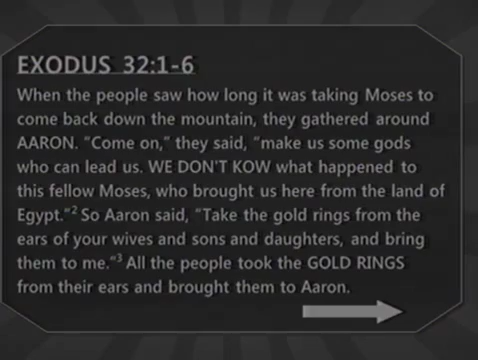 EXODUS 32:1-6
When the people saw how long it was taking Moses to
come back down the mountain, they gathered around
AARON. "Come on," they said, "make us some gods
who can lead us. WE DON'T KOW what happened to
this fellow Moses, who brought us here from the land of
Egypt."² So Aaron said, "Take the gold rings from the
ears of your wives and sons and daughters, and bring
them to me."³ All the people took the GOLD RINGS
from their ears and brought them to Aaron.